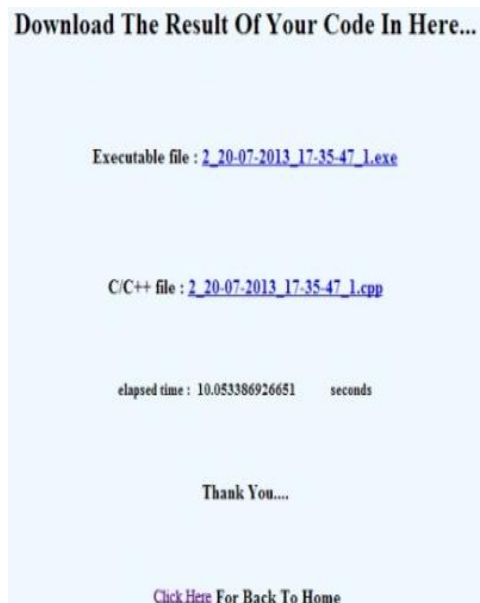 Download The Result Of Your Code In Here...
Executable file : 2_20-07-2013_17-35-47_1.exe
C/C++ file : 2_20-07-2013_17-35-47_1.cpp
elapsed time : 10.053386926651 seconds
Thank You....
Click Here For Back To Home